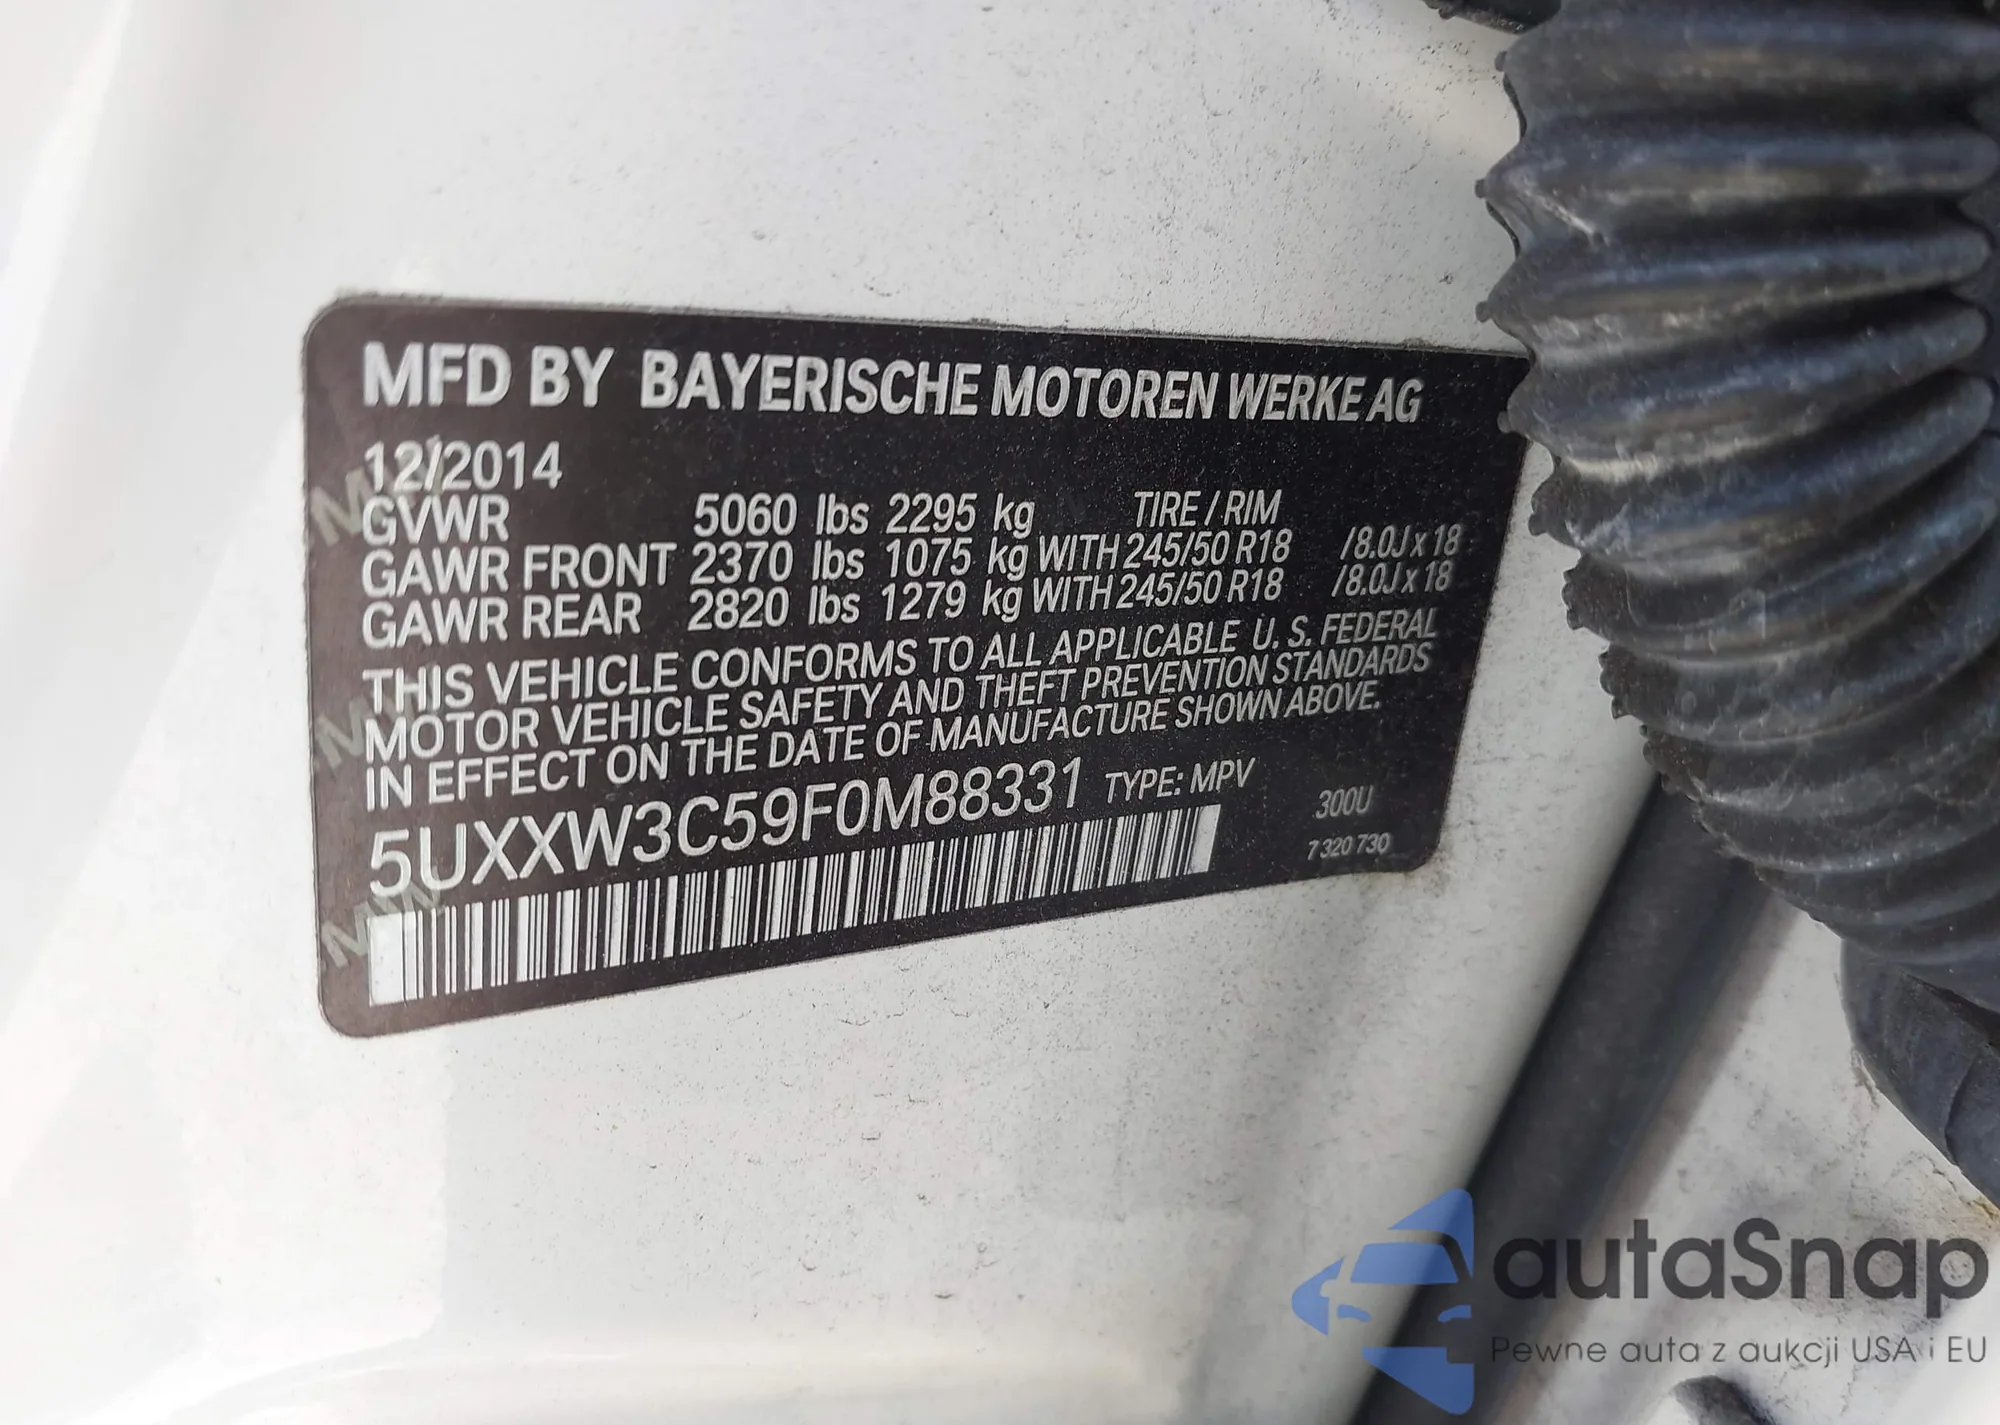 MFD BY BAYERISCHE MOTOREN WERKE AG
12/2014
GVWR 5060 lbs 2295 kg TIRE / RIM
GAWR FRONT 2370 lbs 1075 kg WITH 245/50 R18 /8.0J x 18
GAWR REAR 2820 lbs 1279 kg WITH 245/50 R18 /8.0J x 18
THIS VEHICLE CONFORMS TO ALL APPLICABLE U. S. FEDERAL
MOTOR VEHICLE SAFETY AND THEFT PREVENTION STANDARDS
IN EFFECT ON THE DATE OF MANUFACTURE SHOWN ABOVE.
5UXXW3C59F0M88331 TYPE: MPV 300U
7 320 730
autaSnap
Pewne auta z aukcji USA i EU